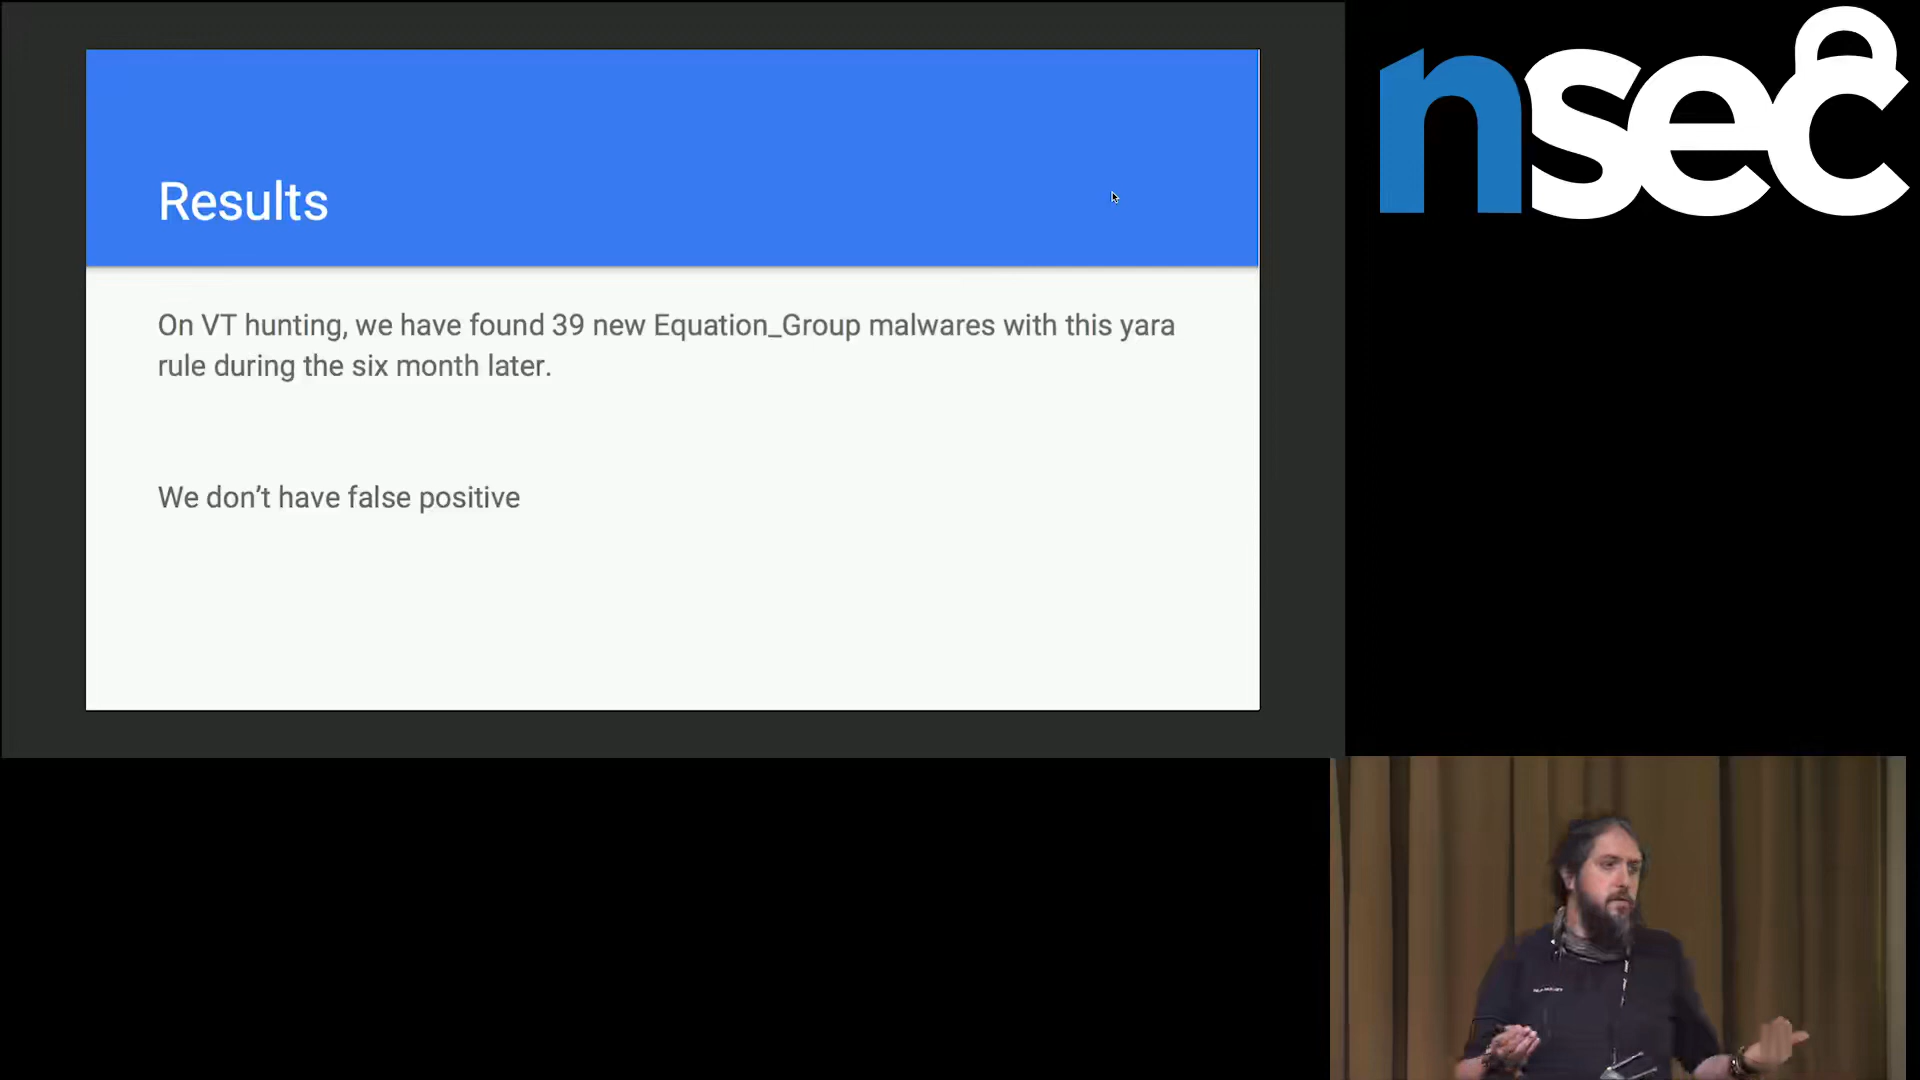 nsec
Results
On VT hunting, we have found 39 new Equation_Group malwares with this yara
rule during the six month later.
We don’t have false positive